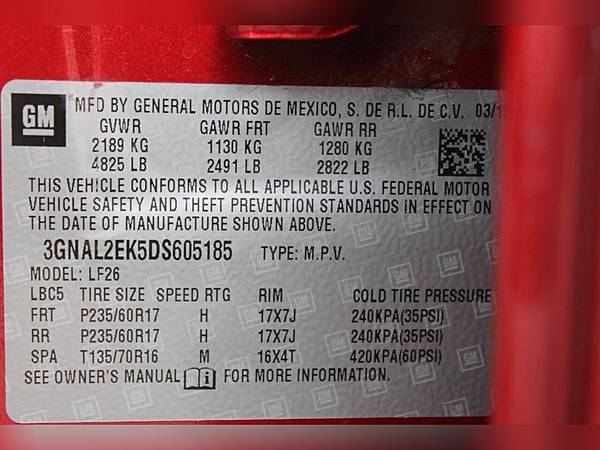 GM
MFD BY GENERAL MOTORS DE MEXICO, S. DE R.L. DE C.V. 03/13
GVWR GAWR FRT GAWR RR
2189 KG 1130 KG 1280 KG
4825 LB 2491 LB 2822 LB
THIS VEHICLE CONFORMS TO ALL APPLICABLE U.S. FEDERAL MOTOR
VEHICLE SAFETY AND THEFT PREVENTION STANDARDS IN EFFECT ON
THE DATE OF MANUFACTURE SHOWN ABOVE.
3GNAL2EK5DS605185 TYPE: M.P.V.
MODEL: LF26
LBC5 TIRE SIZE SPEED RTG RIM COLD TIRE PRESSURE
FRT P235/60R17 H 17X7J 240KPA(35PSI)
RR P235/60R17 H 17X7J 240KPA(35PSI)
SPA T135/70R16 M 16X4T 420KPA(60PSI)
SEE OWNER'S MANUAL FOR MORE INFORMATION.